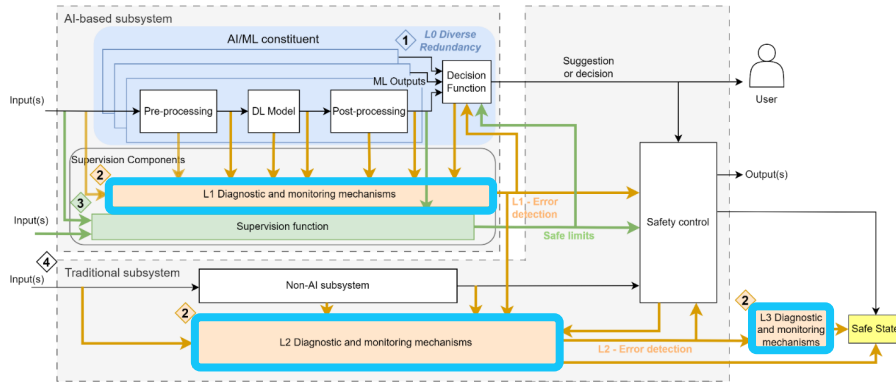 AI-based subsystem
AI/ML constituent
1
L0 Diverse
Redundancy
ML Outputs
Decision
Function
Suggestion
or decision
User
Input(s)
Pre-processing
DL Model
Post-processing
Supervision Components
2
L1 Diagnostic and monitoring mechanisms
3
L1 - Error
detection
Safety control
Output(s)
Input(s)
Supervision function
Safe limits
4
Traditional subsystem
Input(s)
Non-AI subsystem
2
L2 Diagnostic and monitoring mechanisms
L2 - Error detection
2
L3 Diagnostic
and monitoring
mechanisms
Safe State